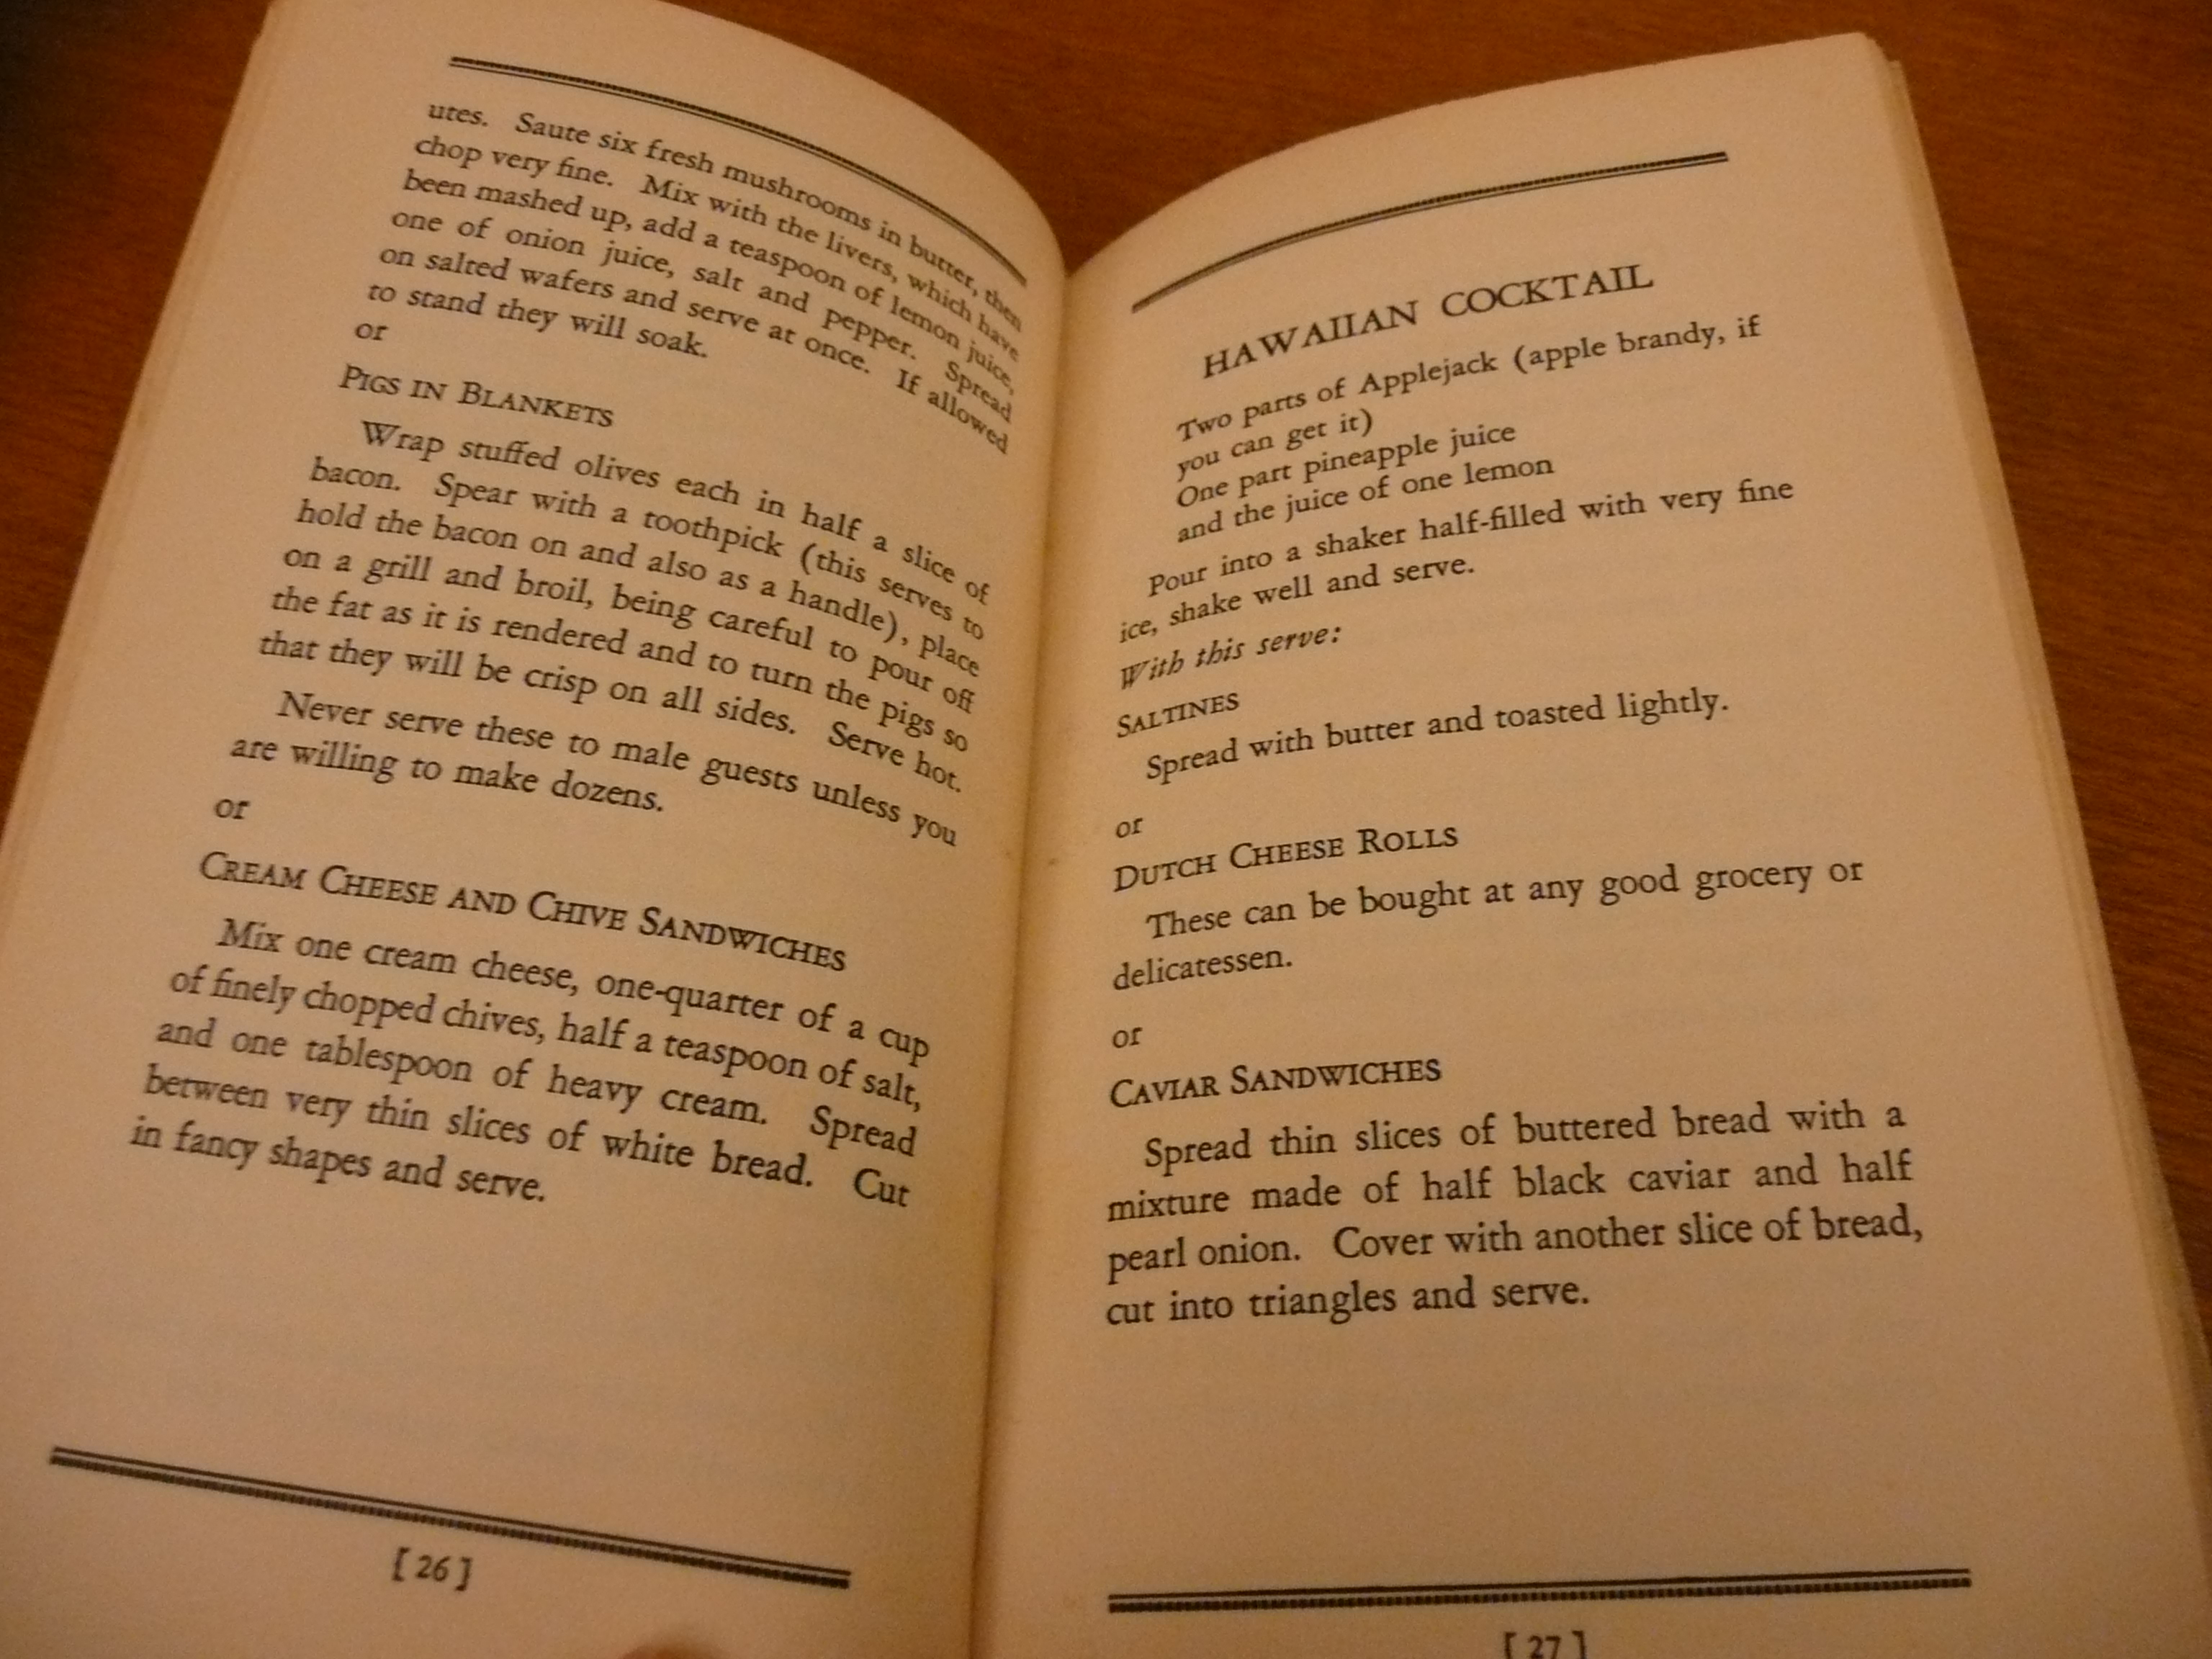 utes. Saute six fresh mushrooms in butter, then
chop very fine. Mix with the livers, which have
been mashed up, add a teaspoon of lemon juice,
one of onion juice, salt and pepper. Spread
on salted wafers and serve at once. If allowed
to stand they will soak.
or
PIGS IN BLANKETS
Wrap stuffed olives each in half a slice of
bacon. Spear with a toothpick (this serves to
hold the bacon on and also as a handle), place
on a grill and broil, being careful to pour off
the fat as it is rendered and to turn the pigs so
that they will be crisp on all sides. Serve hot.
Never serve these to male guests unless you
are willing to make dozens.
or
CREAM CHEESE AND CHIVE SANDWICHES
Mix one cream cheese, one-quarter of a cup
of finely chopped chives, half a teaspoon of salt,
and one tablespoon of heavy cream. Spread
between very thin slices of white bread. Cut
in fancy shapes and serve.
[ 26 ]
HAWAIIAN COCKTAIL
Two parts of Applejack (apple brandy, if
you can get it)
One part pineapple juice
and the juice of one lemon
Pour into a shaker half-filled with very fine
ice, shake well and serve.
With this serve:
SALTINES
Spread with butter and toasted lightly.
or
DUTCH CHEESE ROLLS
These can be bought at any good grocery or
delicatessen.
or
CAVIAR SANDWICHES
Spread thin slices of buttered bread with a
mixture made of half black caviar and half
pearl onion. Cover with another slice of bread,
cut into triangles and serve.
[ 27 ]